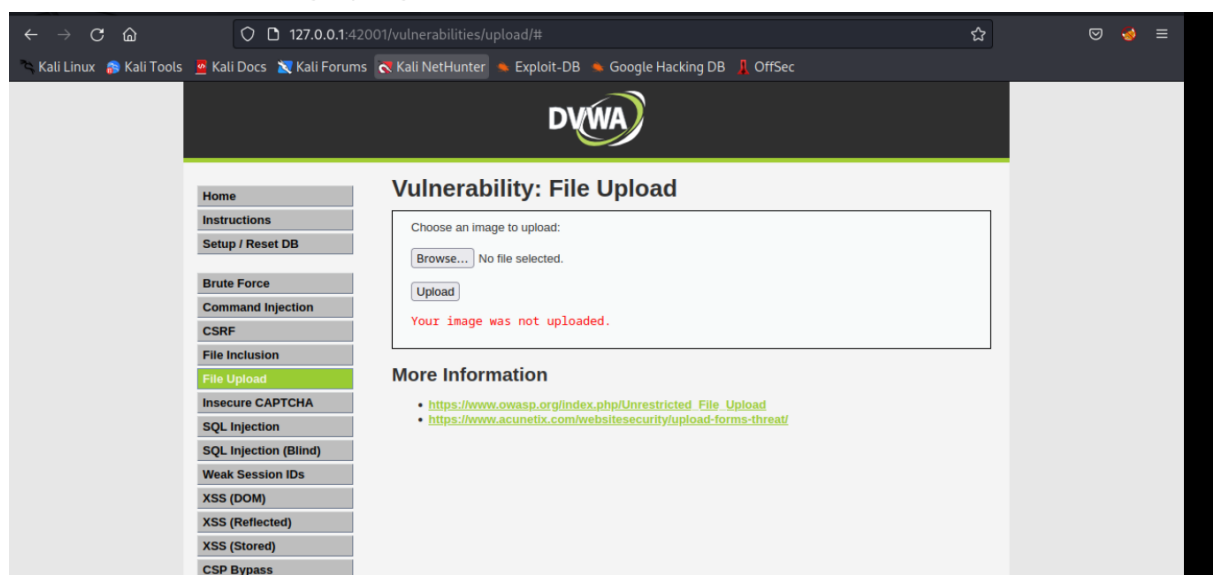 127.0.0.1:42001/vulnerabilities/upload/#
Kali Linux Kali Tools Kali Docs Kali Forums Kali NetHunter Exploit-DB Google Hacking DB OffSec
DVWA
Home
Instructions
Setup / Reset DB
Brute Force
Command Injection
CSRF
File Inclusion
File Upload
Insecure CAPTCHA
SQL Injection
SQL Injection (Blind)
Weak Session IDs
XSS (DOM)
XSS (Reflected)
XSS (Stored)
CSP Bypass
Vulnerability: File Upload
Choose an image to upload:
Browse... No file selected.
Upload
Your image was not uploaded.
More Information
https://www.owasp.org/index.php/Unrestricted_File_Upload
https://www.acunetix.com/websitesecurity/upload-forms-threat/